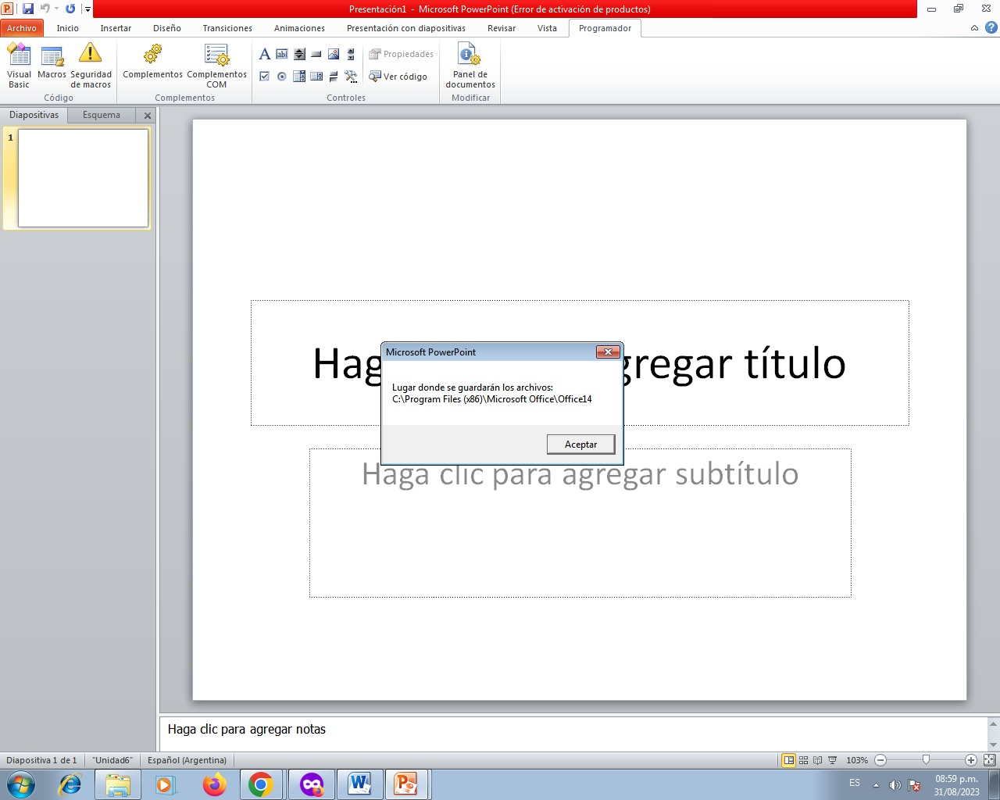 Presentación1 - Microsoft PowerPoint (Error de activación de productos)
Archivo Inicio Insertar Diseño Transiciones Animaciones Presentación con diapositivas Revisar Vista Programador
Visual Basic Macros Seguridad de macros Complementos Complementos COM Propiedades Ver código Panel de documentos
Código Complementos Controles Modificar
Diapositivas Esquema
1
Hag
gregar título
Microsoft PowerPoint
Lugar donde se guardarán los archivos:
C:\Program Files (x86)\Microsoft Office\Office14
Aceptar
Haga clic para agregar subtítulo
Haga clic para agregar notas
Diapositiva 1 de 1 "Unidad6" Español (Argentina) 103%
ES 08:59 p.m.
31/08/2023